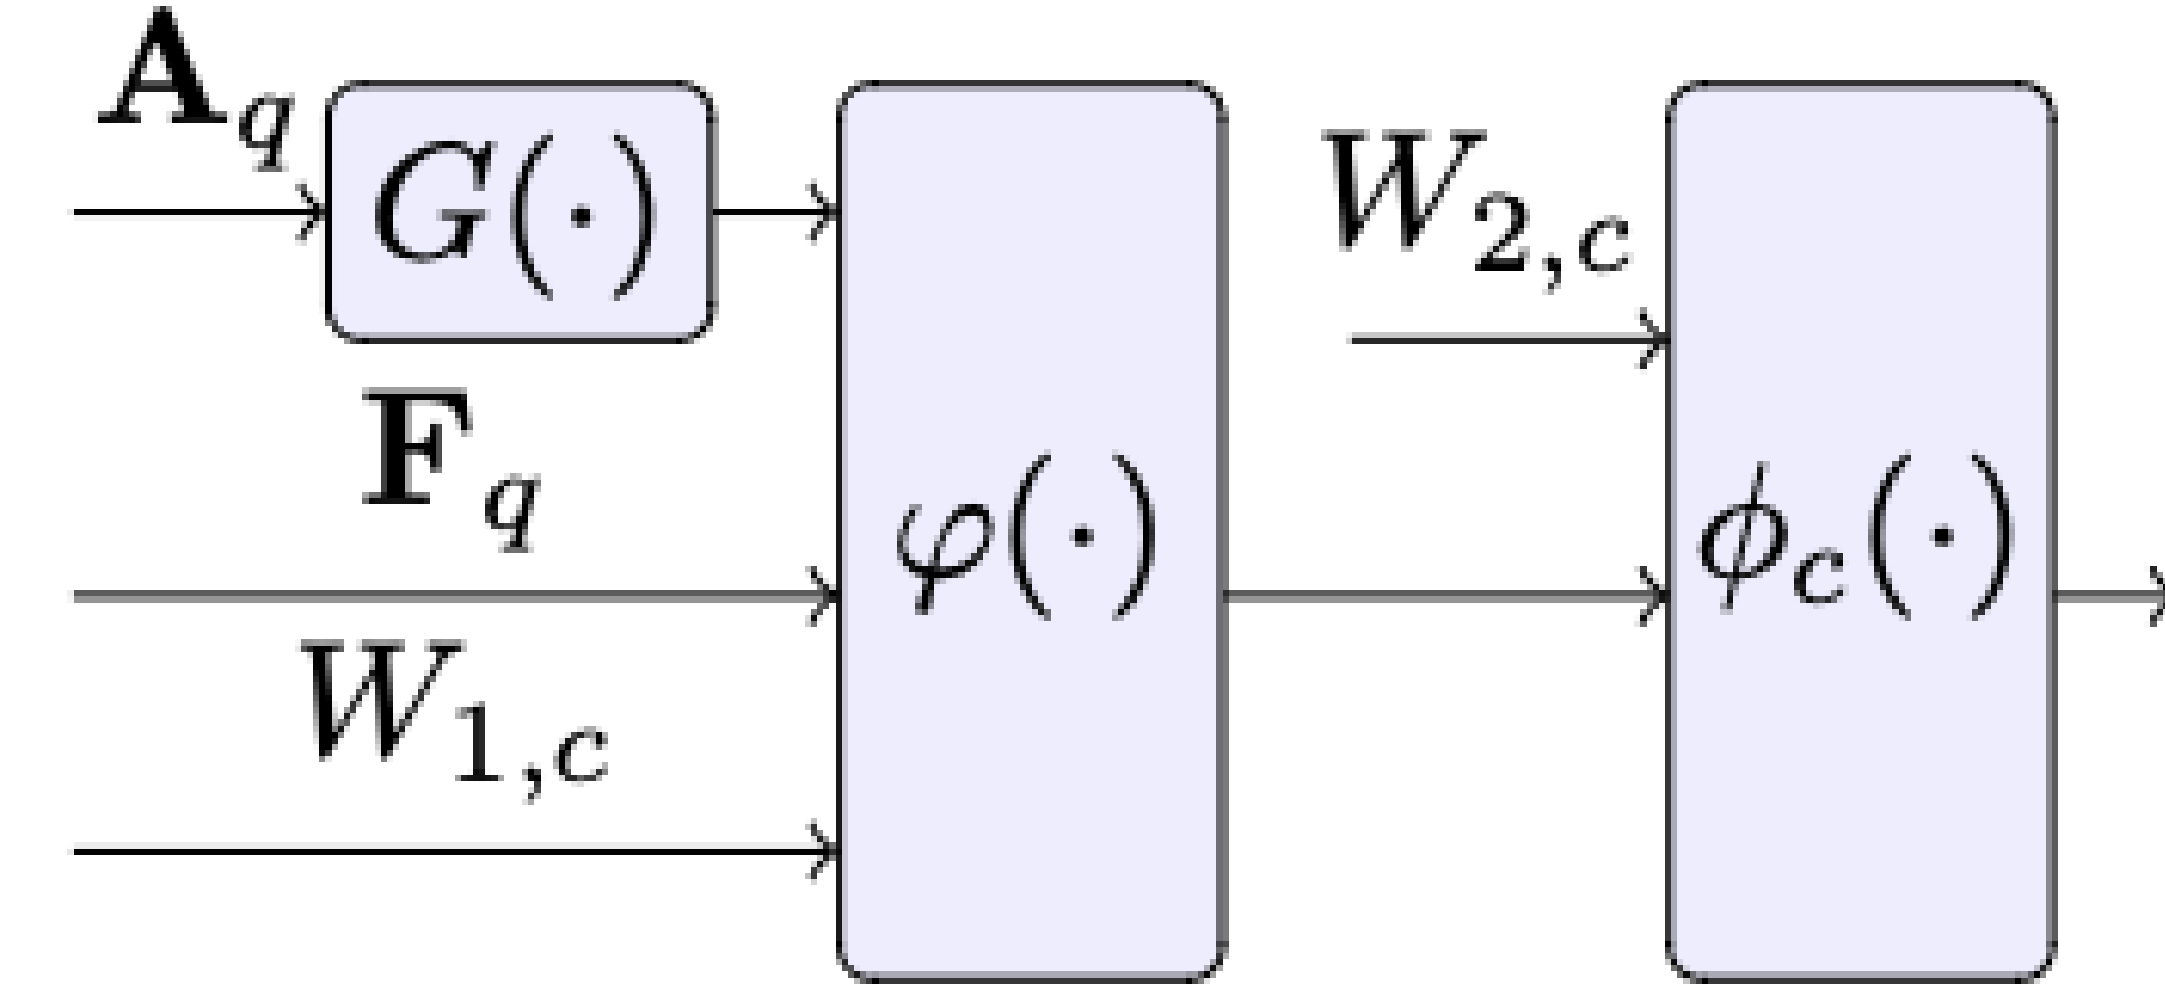 𝐀_q
G(·)
W_{2,c}
𝐅_q
φ(·)
ϕ_c(·)
W_{1,c}